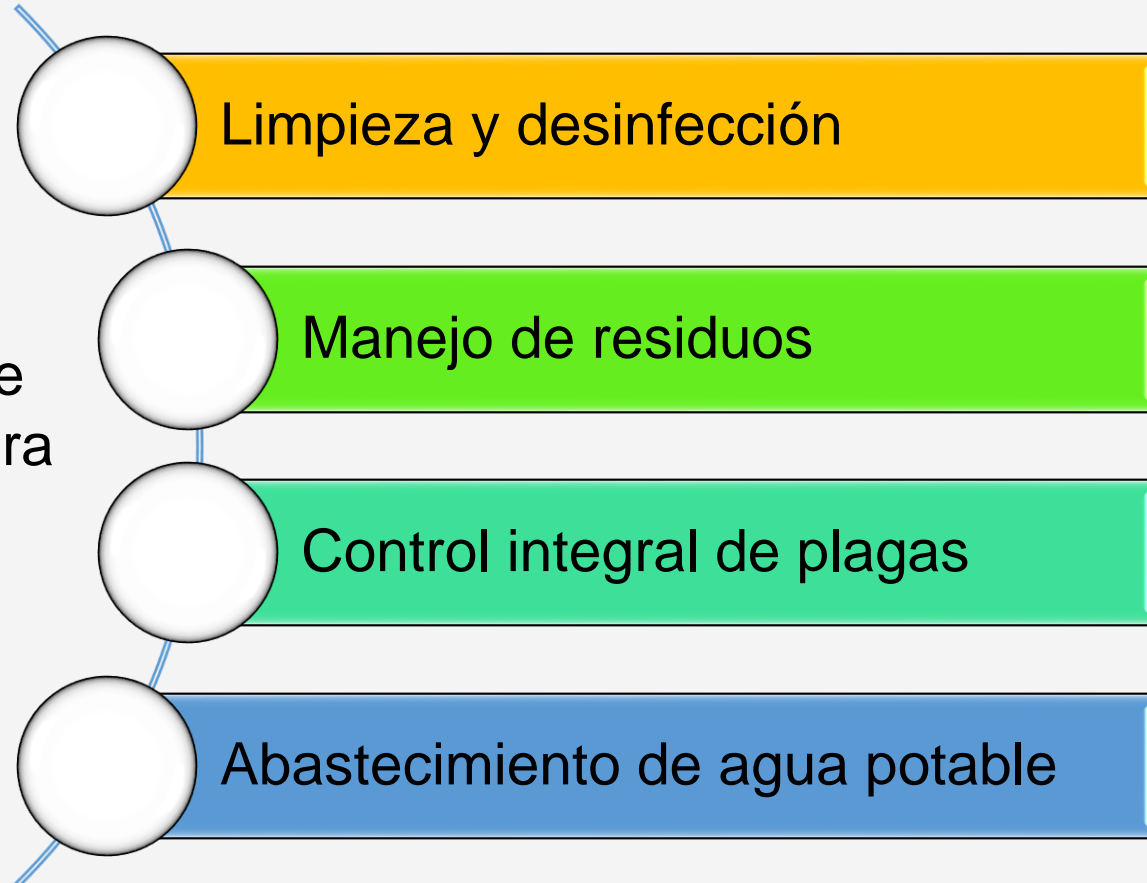 Limpieza y desinfección
Manejo de residuos
Control integral de plagas
Abastecimiento de agua potable